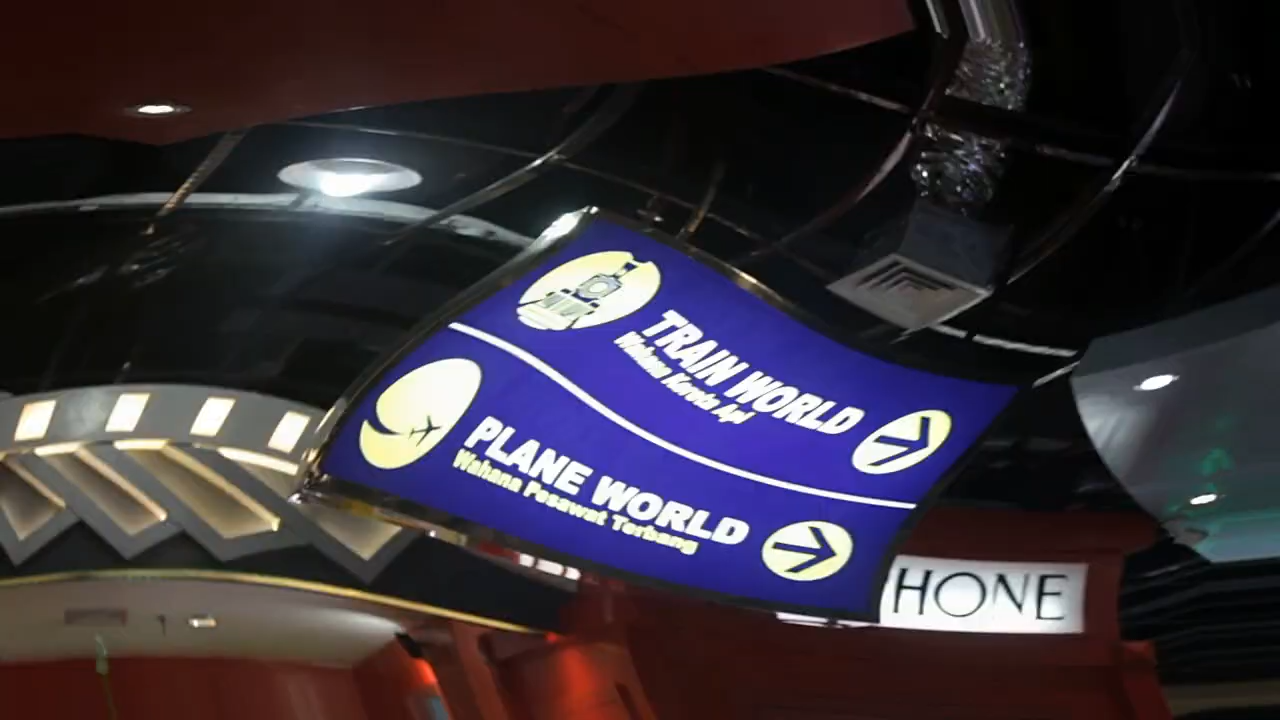 TRAIN WORLD
Wahana Kereta Api
PLANE WORLD
Wahana Pesawat Terbang
HONE